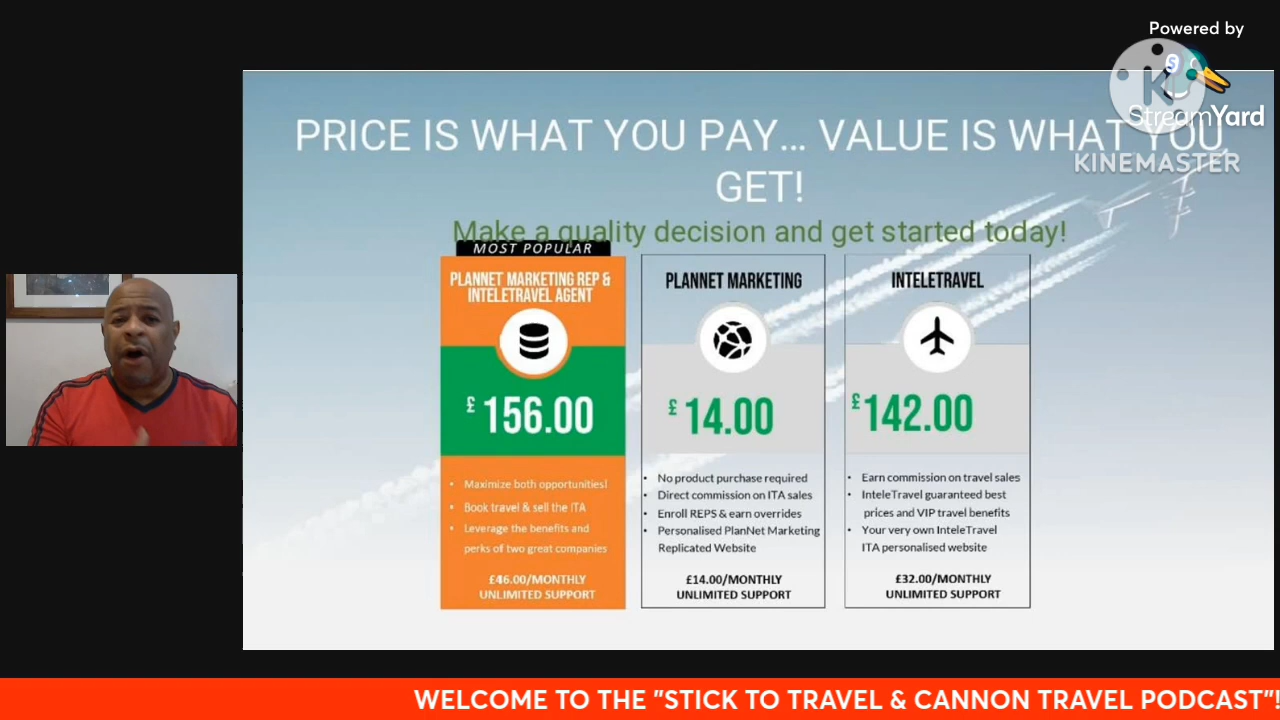 Powered by
StreamYard
KINEMASTER
PRICE IS WHAT YOU PAY... VALUE IS WHAT YOU
GET!
Make a quality decision and get started today!
MOST POPULAR
PLANNET MARKETING REP &
INTELETRAVEL AGENT
£ 156.00
• Maximize both opportunities!
• Book travel & sell the ITA
• Leverage the benefits and
perks of two great companies
£46.00/MONTHLY
UNLIMITED SUPPORT
PLANNET MARKETING
£ 14.00
• No product purchase required
• Direct commission on ITA sales
• Enroll REPS & earn overrides
• Personalised PlanNet Marketing
Replicated Website
£14.00/MONTHLY
UNLIMITED SUPPORT
INTELETRAVEL
£142.00
• Earn commission on travel sales
• InteleTravel guaranteed best
prices and VIP travel benefits
• Your very own InteleTravel
ITA personalised website
£32.00/MONTHLY
UNLIMITED SUPPORT
WELCOME TO THE "STICK TO TRAVEL & CANNON TRAVEL PODCAST"!